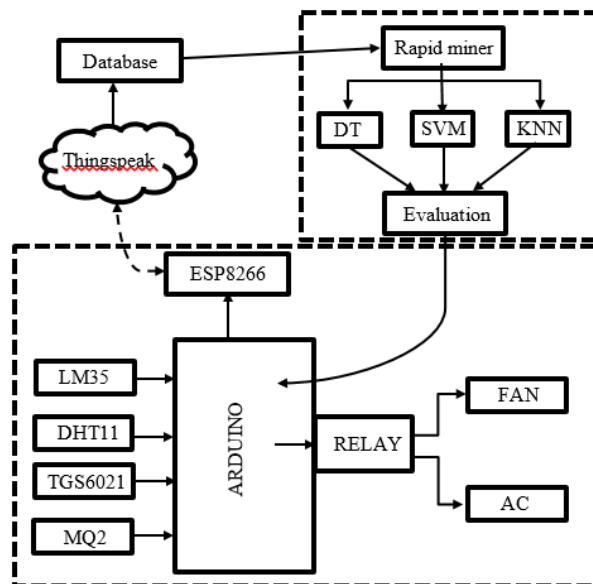 Rapid miner
Database
DT
SVM
KNN
Thingspeak
Evaluation
ESP8266
LM35
FAN
DHT11
ARDUINO
RELAY
TGS6021
AC
MQ2